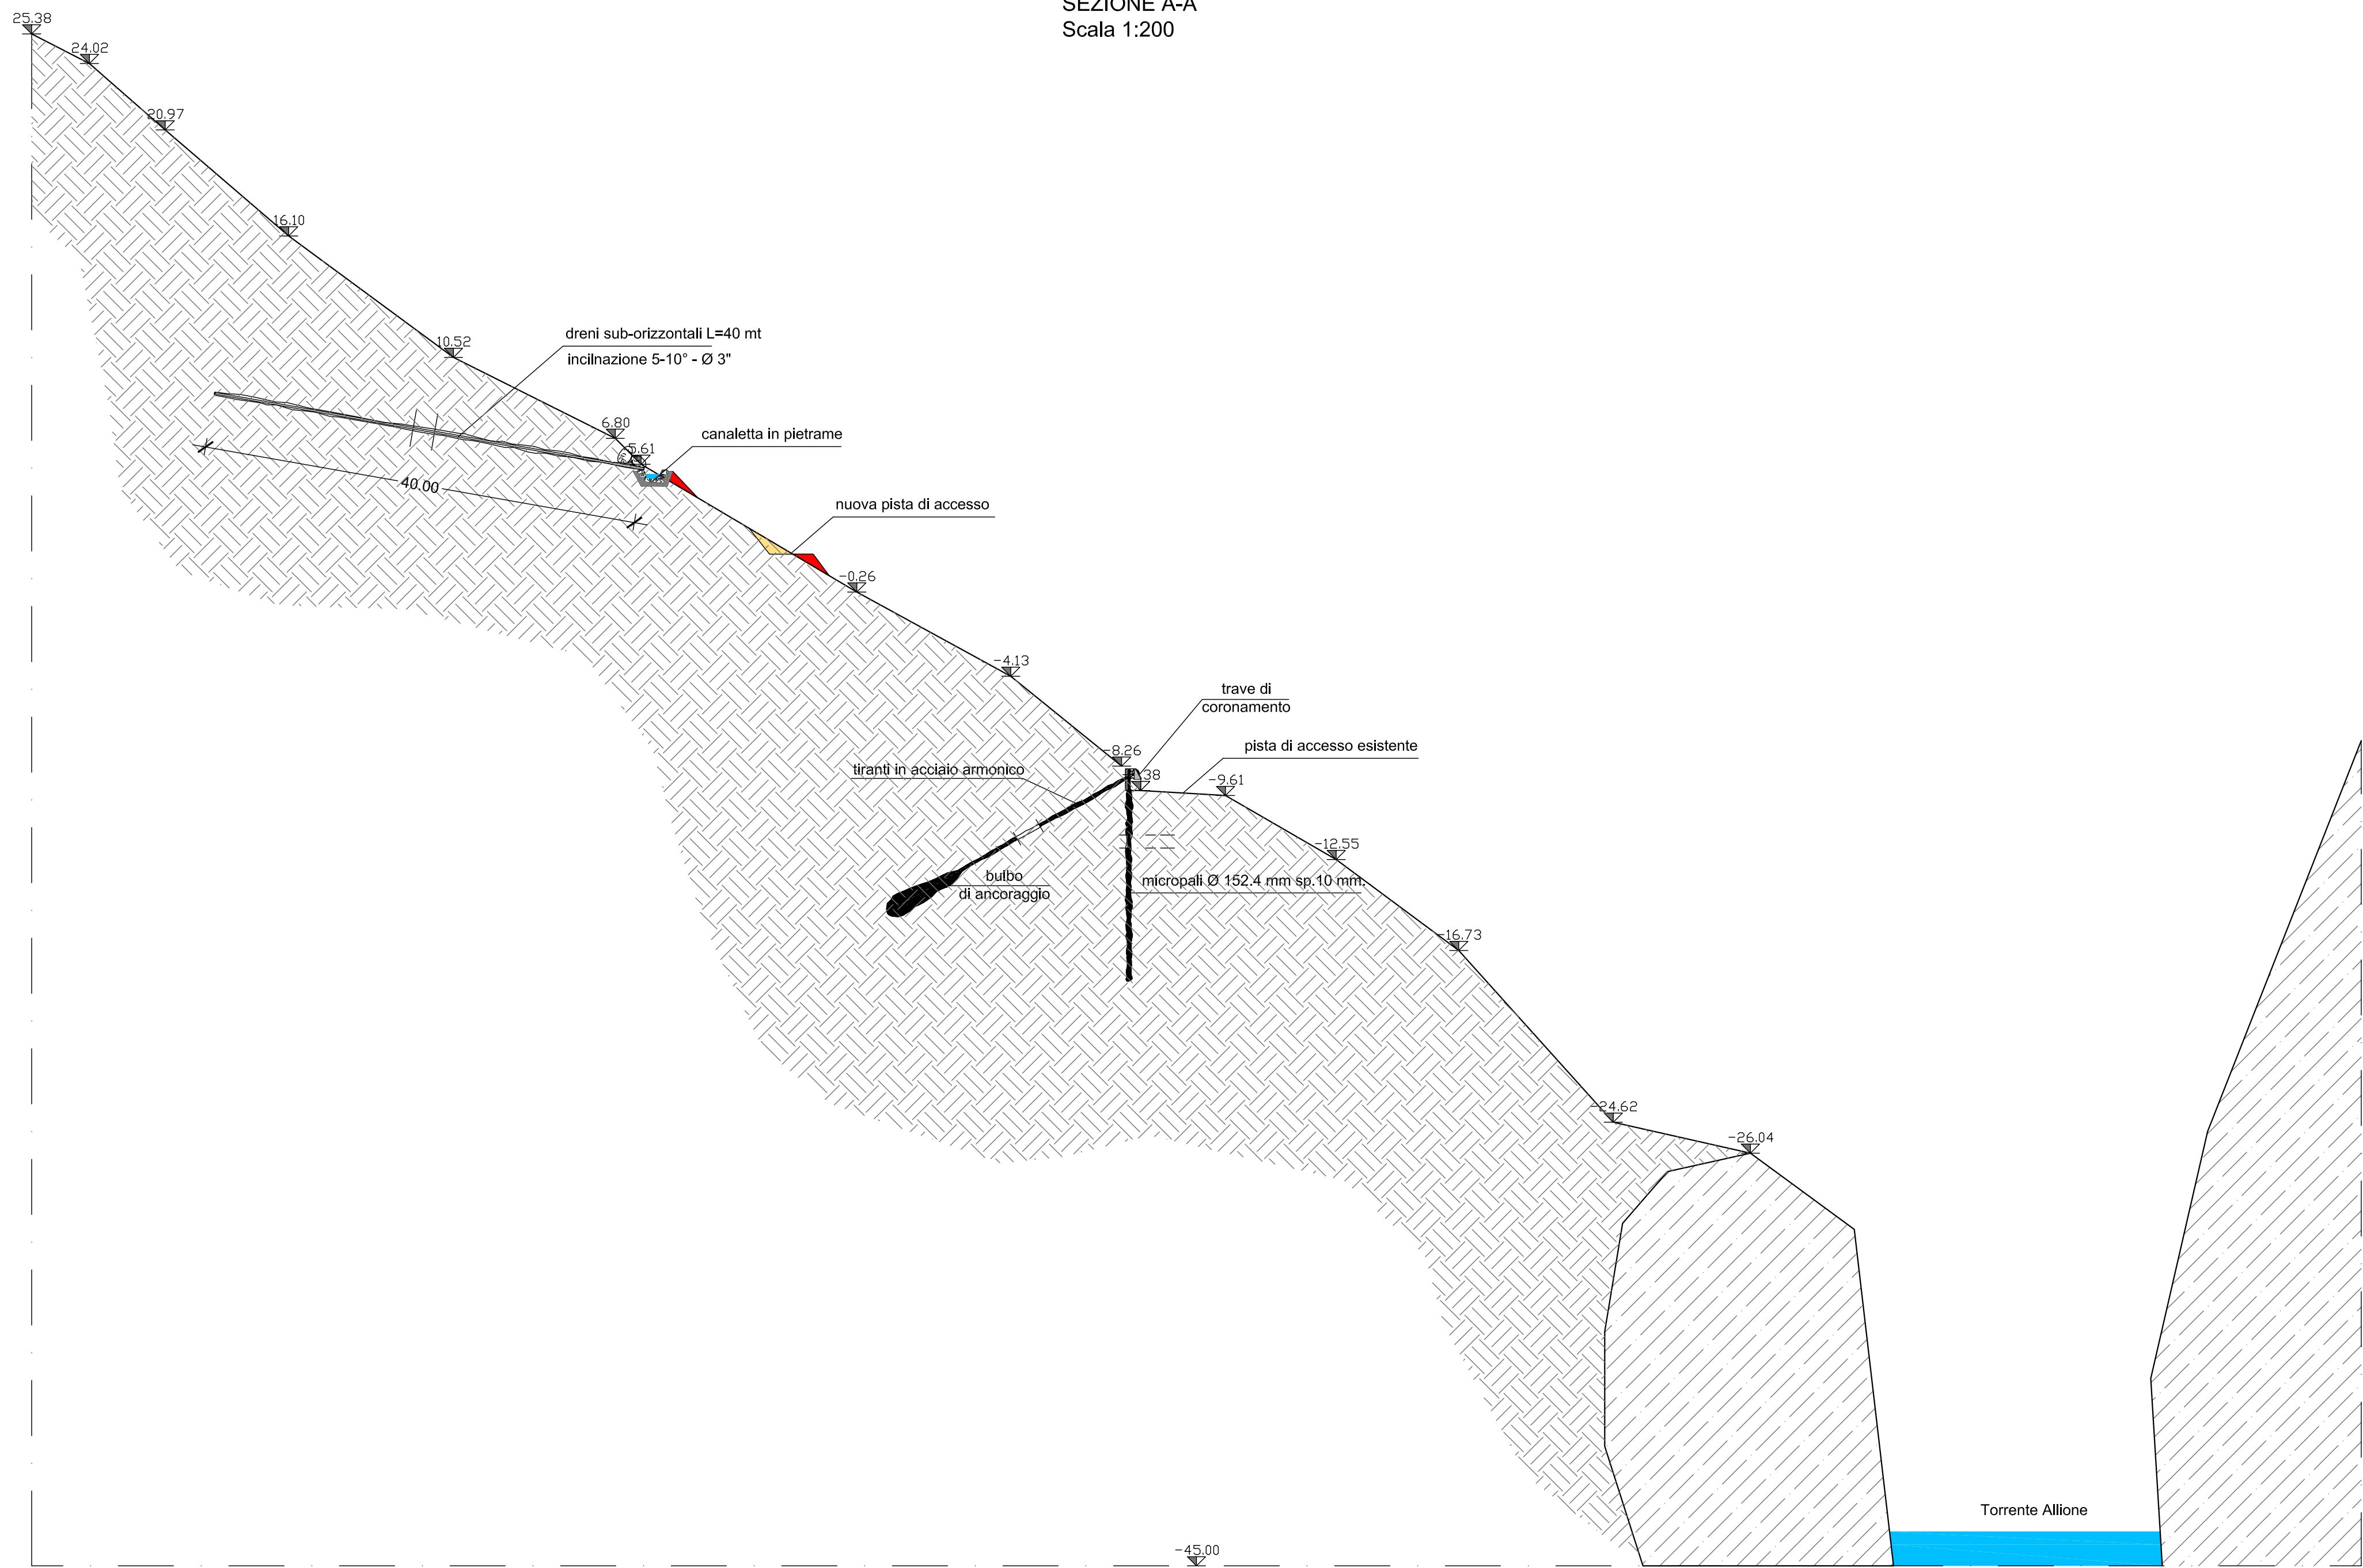 SEZIONE A-A
Scala 1:200
25.38
24.02
20.97
16.10
10.52
dreni sub-orizzontali L=40 mt
incilnazione 5-10° - Ø 3"
6.80
5.61
canaletta in pietrame
40.00
nuova pista di accesso
-0.26
-4.13
trave di
coronamento
-8.26
pista di accesso esistente
tiranti in acciaio armonico
.38
-9.61
-12.55
bulbo
di ancoraggio
micropali Ø 152.4 mm sp.10 mm.
-16.73
-24.62
-26.04
Torrente Allione
-45.00